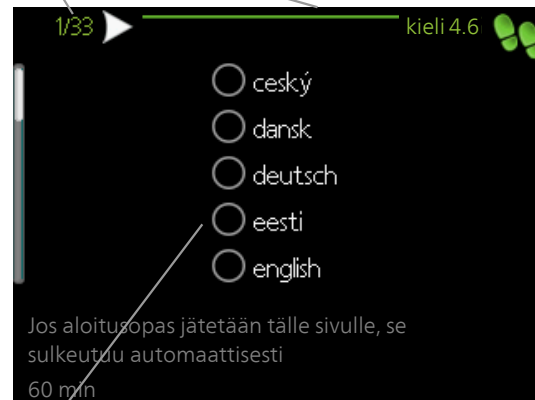 1/33 kieli 4.6
ceský
dansk
deutsch
eesti
english
Jos aloitusopas jätetään tälle sivulle, se
sulkeutuu automaattisesti
60 min